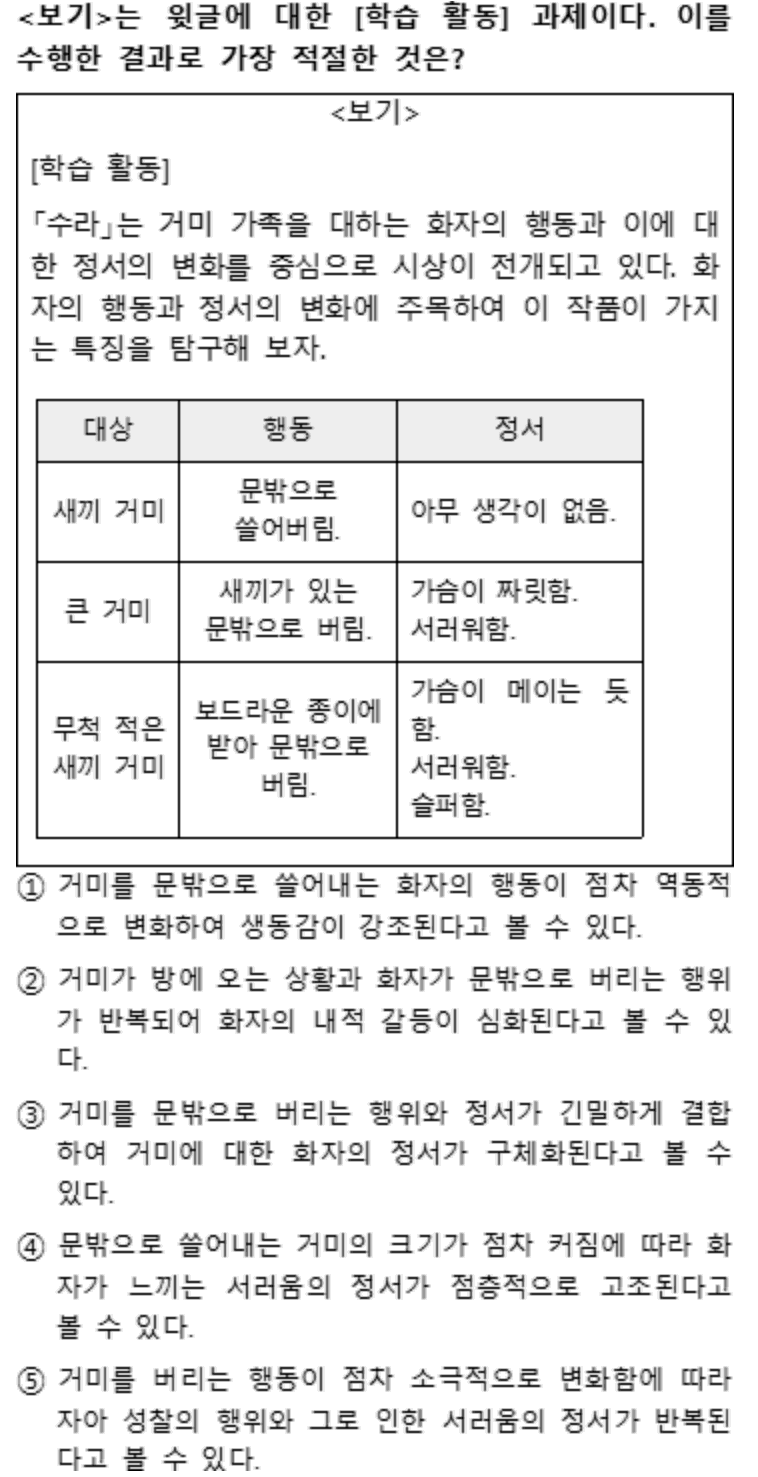 <보기>는 윗글에 대한 [학습 활동] 과제이다. 이를
수행한 결과로 가장 적절한 것은?
<보기>
[학습 활동]
「수라」는 거미 가족을 대하는 화자의 행동과 이에 대
한 정서의 변화를 중심으로 시상이 전개되고 있다. 화
자의 행동과 정서의 변화에 주목하여 이 작품이 가지
는 특징을 탐구해 보자.
대상 행동 정서
새끼 거미 문밖으로 아무 생각이 없음.
쓸어버림.
큰 거미 새끼가 있는 가슴이 짜릿함.
문밖으로 버림. 서러워함.
무척 적은 보드라운 종이에 가슴이 메이는 듯
새끼 거미 받아 문밖으로 함.
버림. 서러워함.
슬퍼함.
① 거미를 문밖으로 쓸어내는 화자의 행동이 점차 역동적
으로 변화하여 생동감이 강조된다고 볼 수 있다.
② 거미가 방에 오는 상황과 화자가 문밖으로 버리는 행위
가 반복되어 화자의 내적 갈등이 심화된다고 볼 수 있
다.
③ 거미를 문밖으로 버리는 행위와 정서가 긴밀하게 결합
하여 거미에 대한 화자의 정서가 구체화된다고 볼 수
있다.
④ 문밖으로 쓸어내는 거미의 크기가 점차 커짐에 따라 화
자가 느끼는 서러움의 정서가 점층적으로 고조된다고
볼 수 있다.
⑤ 거미를 버리는 행동이 점차 소극적으로 변화함에 따라
자아 성찰의 행위와 그로 인한 서러움의 정서가 반복된
다고 볼 수 있다.